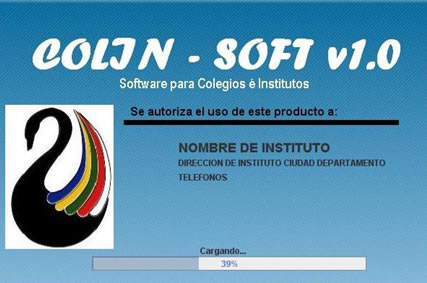 COLIN - SOFT v1.0
Software para Colegios é Institutos
Se autoriza el uso de este producto a:
NOMBRE DE INSTITUTO
DIRECCION DE INSTITUTO CIUDAD DEPARTAMENTO
TELEFONOS
Cargando...
39%